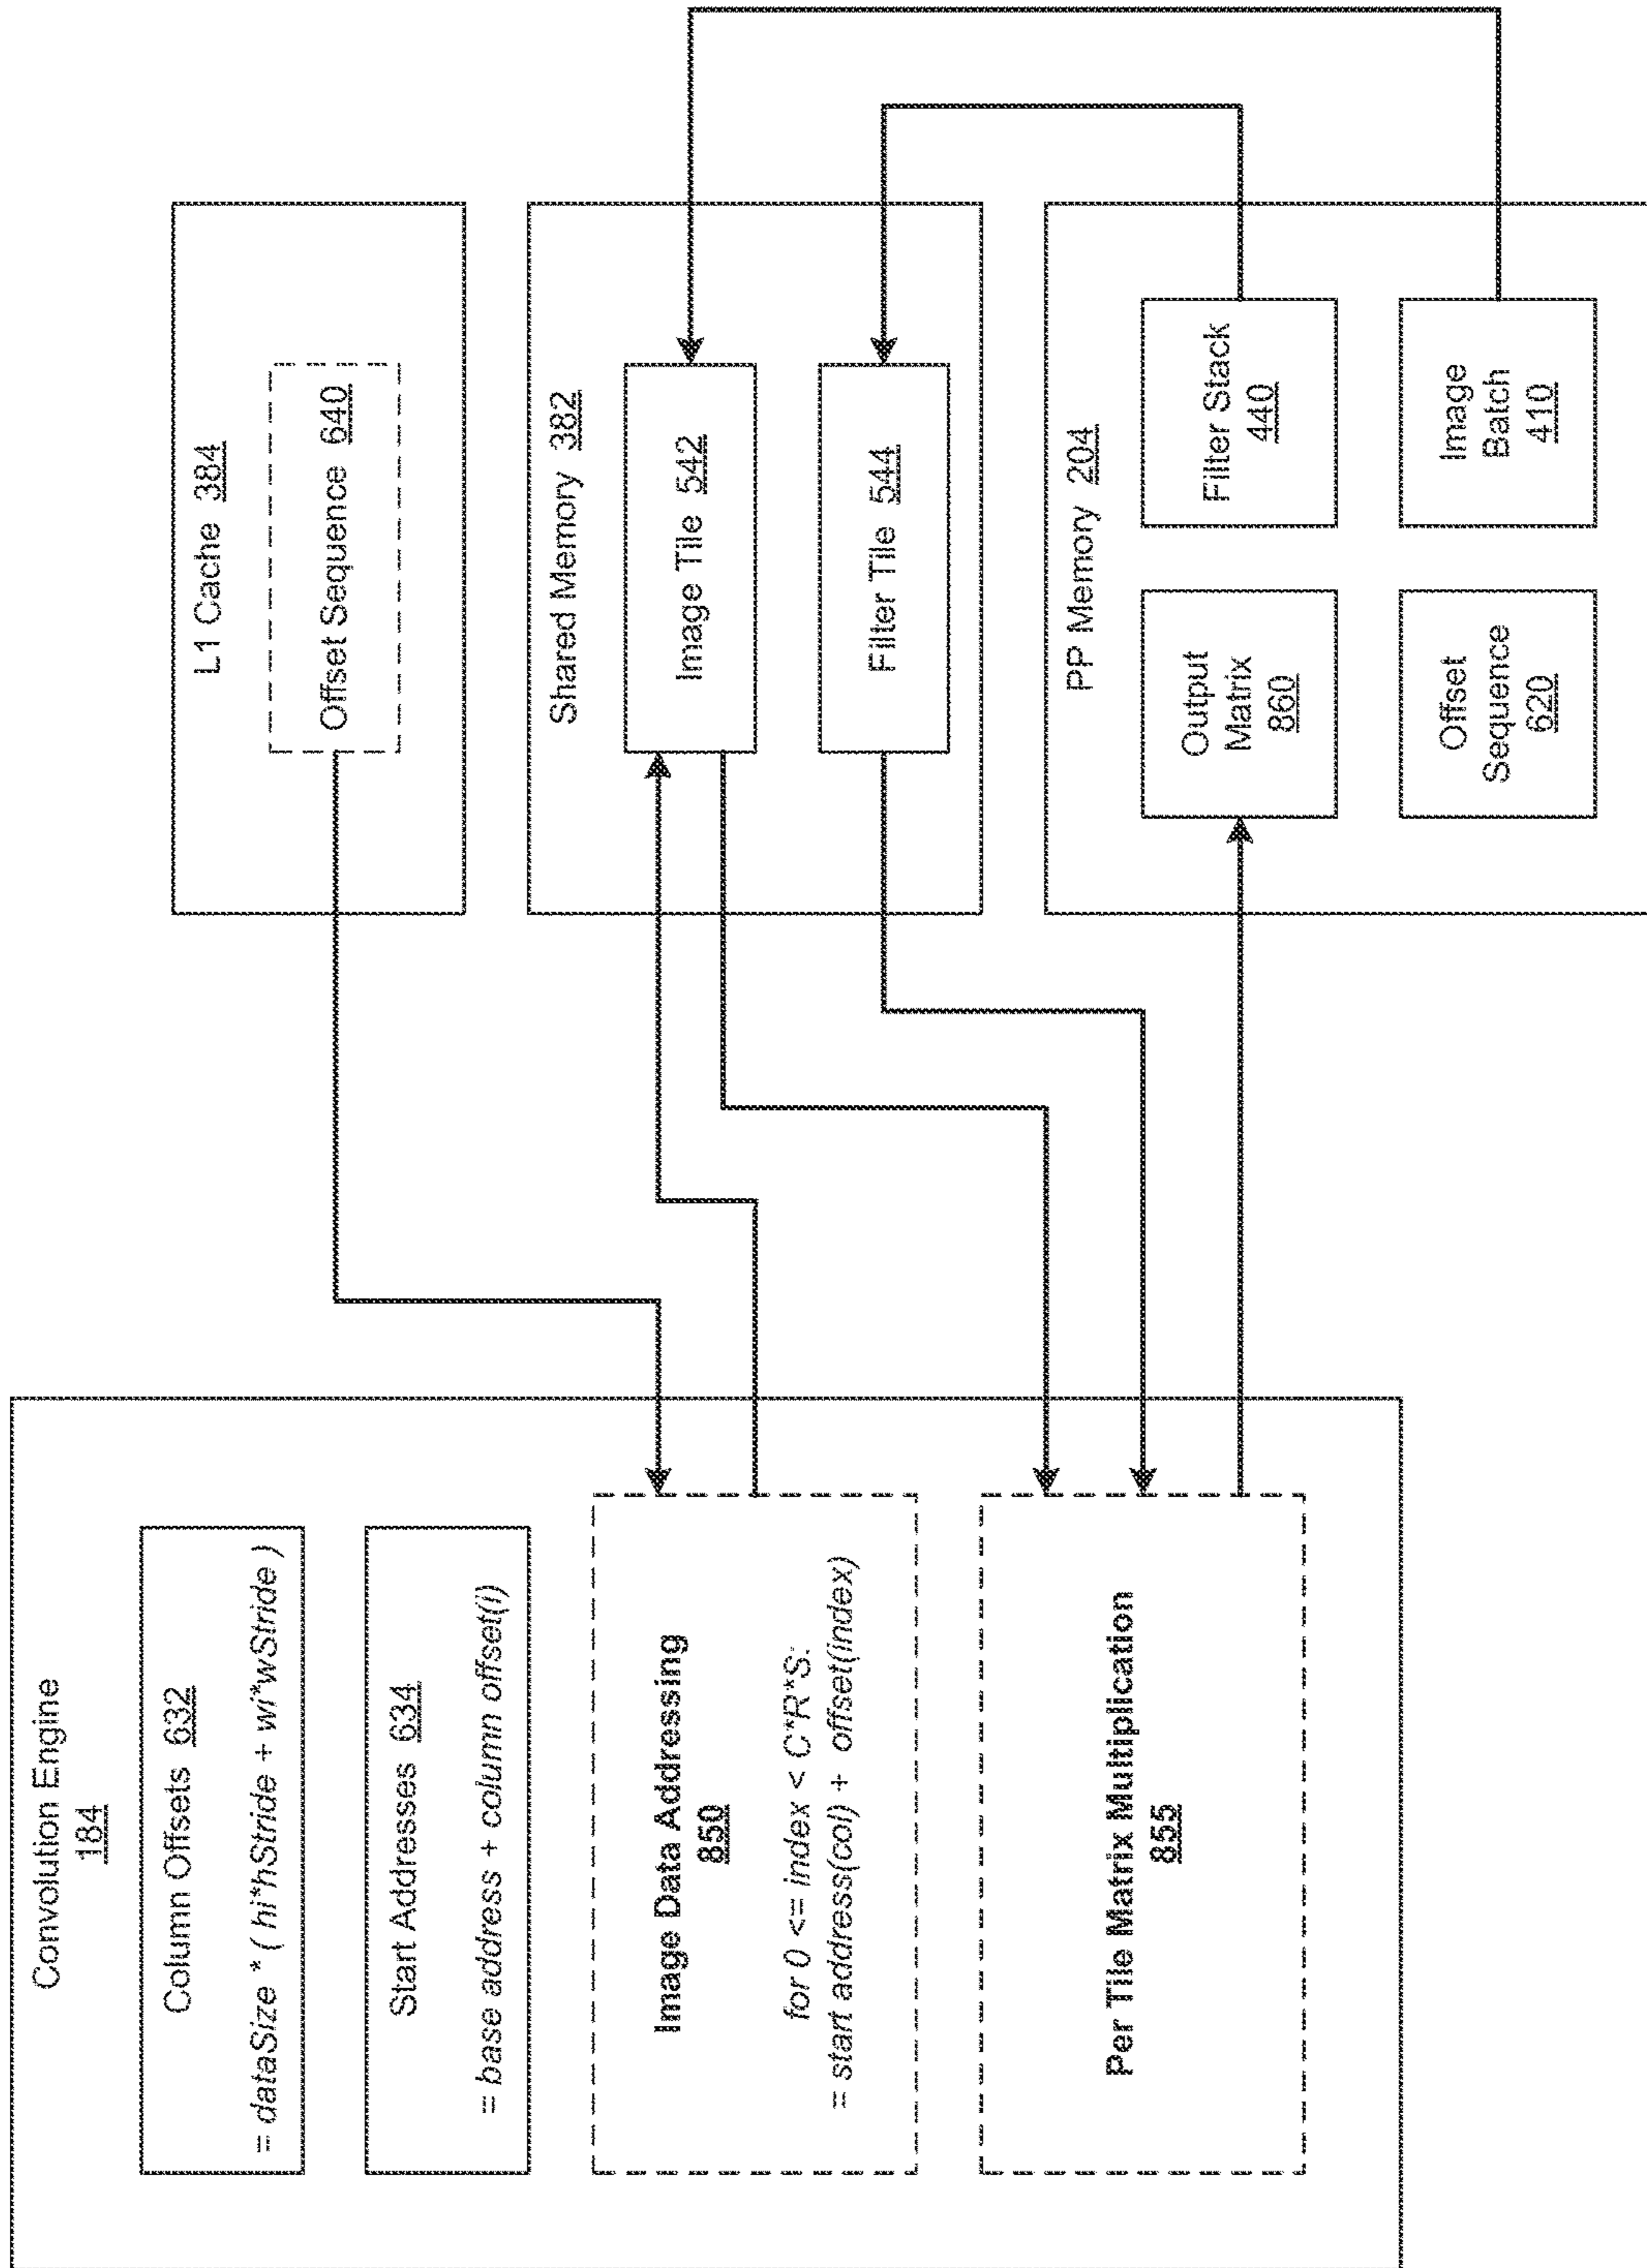 Convolution Engine
184
Column Offsets 632
= dataSize * ( hi*hStride + wi*wStride )
Start Addresses 634
= base address + column offset(i)
Image Data Addressing
850
for 0 <= index < C*R*S:
= start address(col) + offset(index)
Per Tile Matrix Multiplication
855
L1 Cache 384
Offset Sequence 640
Shared Memory 382
Image Tile 542
Filter Tile 544
PP Memory 204
Output
Matrix
860
Filter Stack
440
Offset
Sequence
620
Image
Batch
410